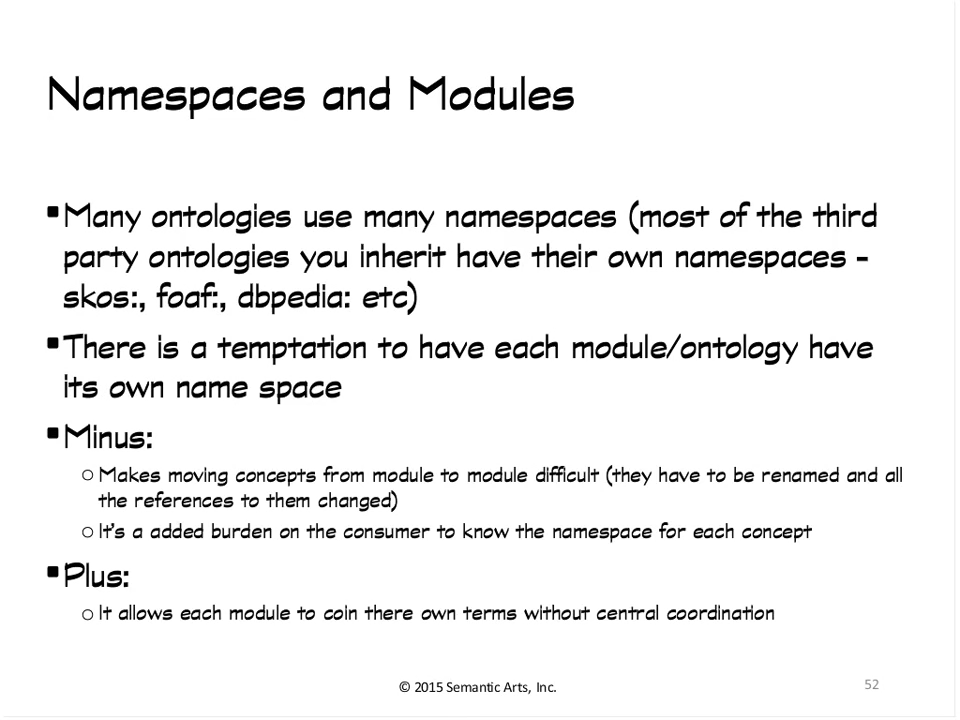 Namespaces and Modules
▪Many ontologies use many namespaces (most of the third
party ontologies you inherit have their own namespaces -
skos:, foaf:, dbpedia: etc)
▪There is a temptation to have each module/ontology have
its own name space
▪Minus:
○Makes moving concepts from module to module difficult (they have to be renamed and all
the references to them changed)
○It's a added burden on the consumer to know the namespace for each concept
▪Plus:
○It allows each module to coin there own terms without central coordination
© 2015 Semantic Arts, Inc.
52